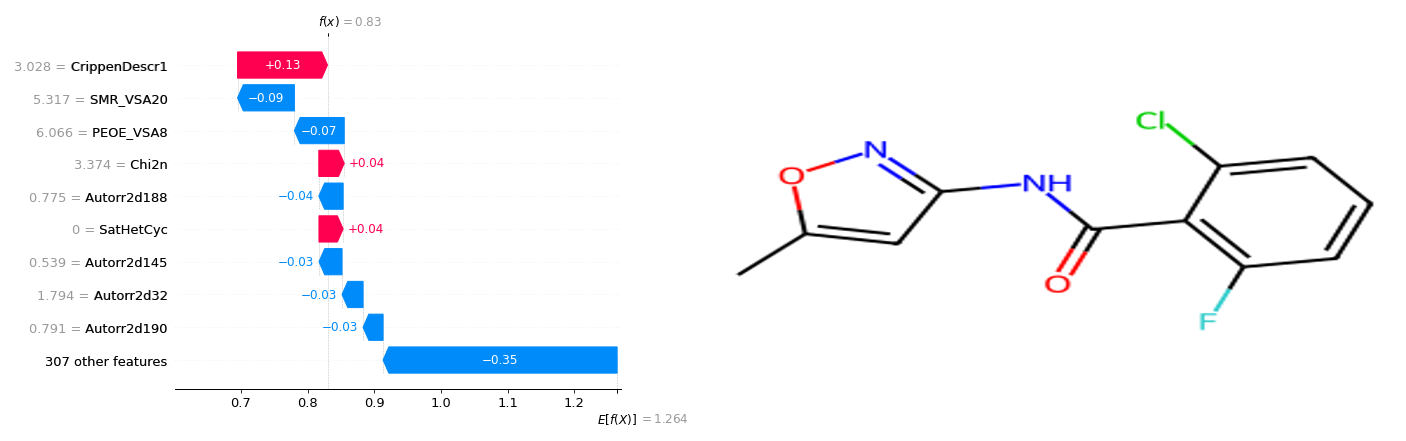 f(x) = 0.83
3.028 = CrippenDescr1 +0.13
5.317 = SMR_VSA20 −0.09
6.066 = PEOE_VSA8 −0.07
3.374 = Chi2n +0.04
0.775 = Autorr2d188 −0.04
0 = SatHetCyc +0.04
0.539 = Autorr2d145 −0.03
1.794 = Autorr2d32 −0.03
0.791 = Autorr2d190 −0.03
307 other features −0.35
0.7 0.8 0.9 1.0 1.1 1.2
E[f(X)] = 1.264
Cl
N
O
NH
O
F